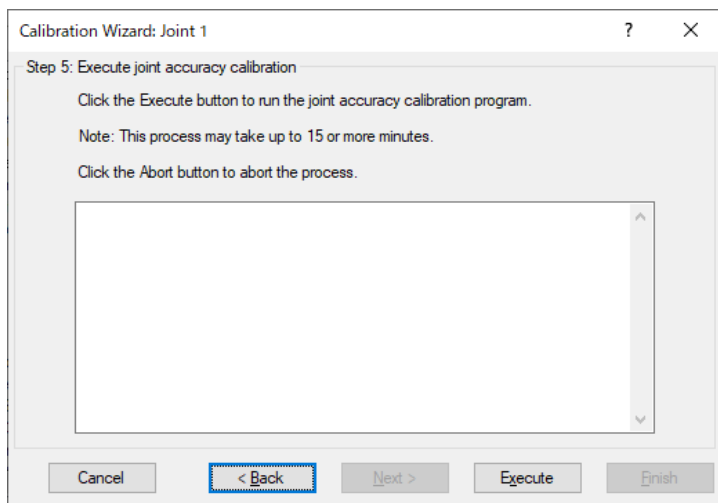 Calibration Wizard: Joint 1 ?
Step 5: Execute joint accuracy calibration
Click the Execute button to run the joint accuracy calibration program.
Note: This process may take up to 15 or more minutes.
Click the Abort button to abort the process.
Cancel < Back Next > Execute Finish